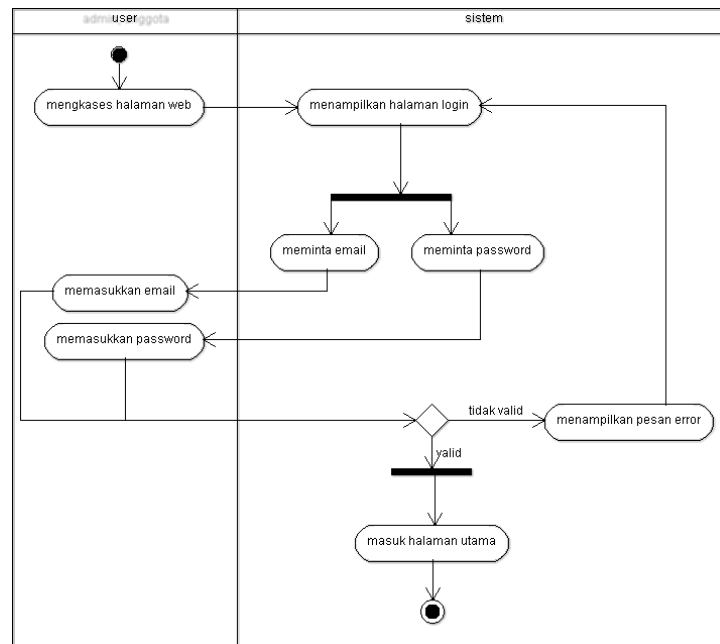 user
sistem
mengkases halaman web
menampilkan halaman login
meminta email
meminta password
memasukkan email
memasukkan password
tidak valid
menampilkan pesan error
valid
masuk halaman utama